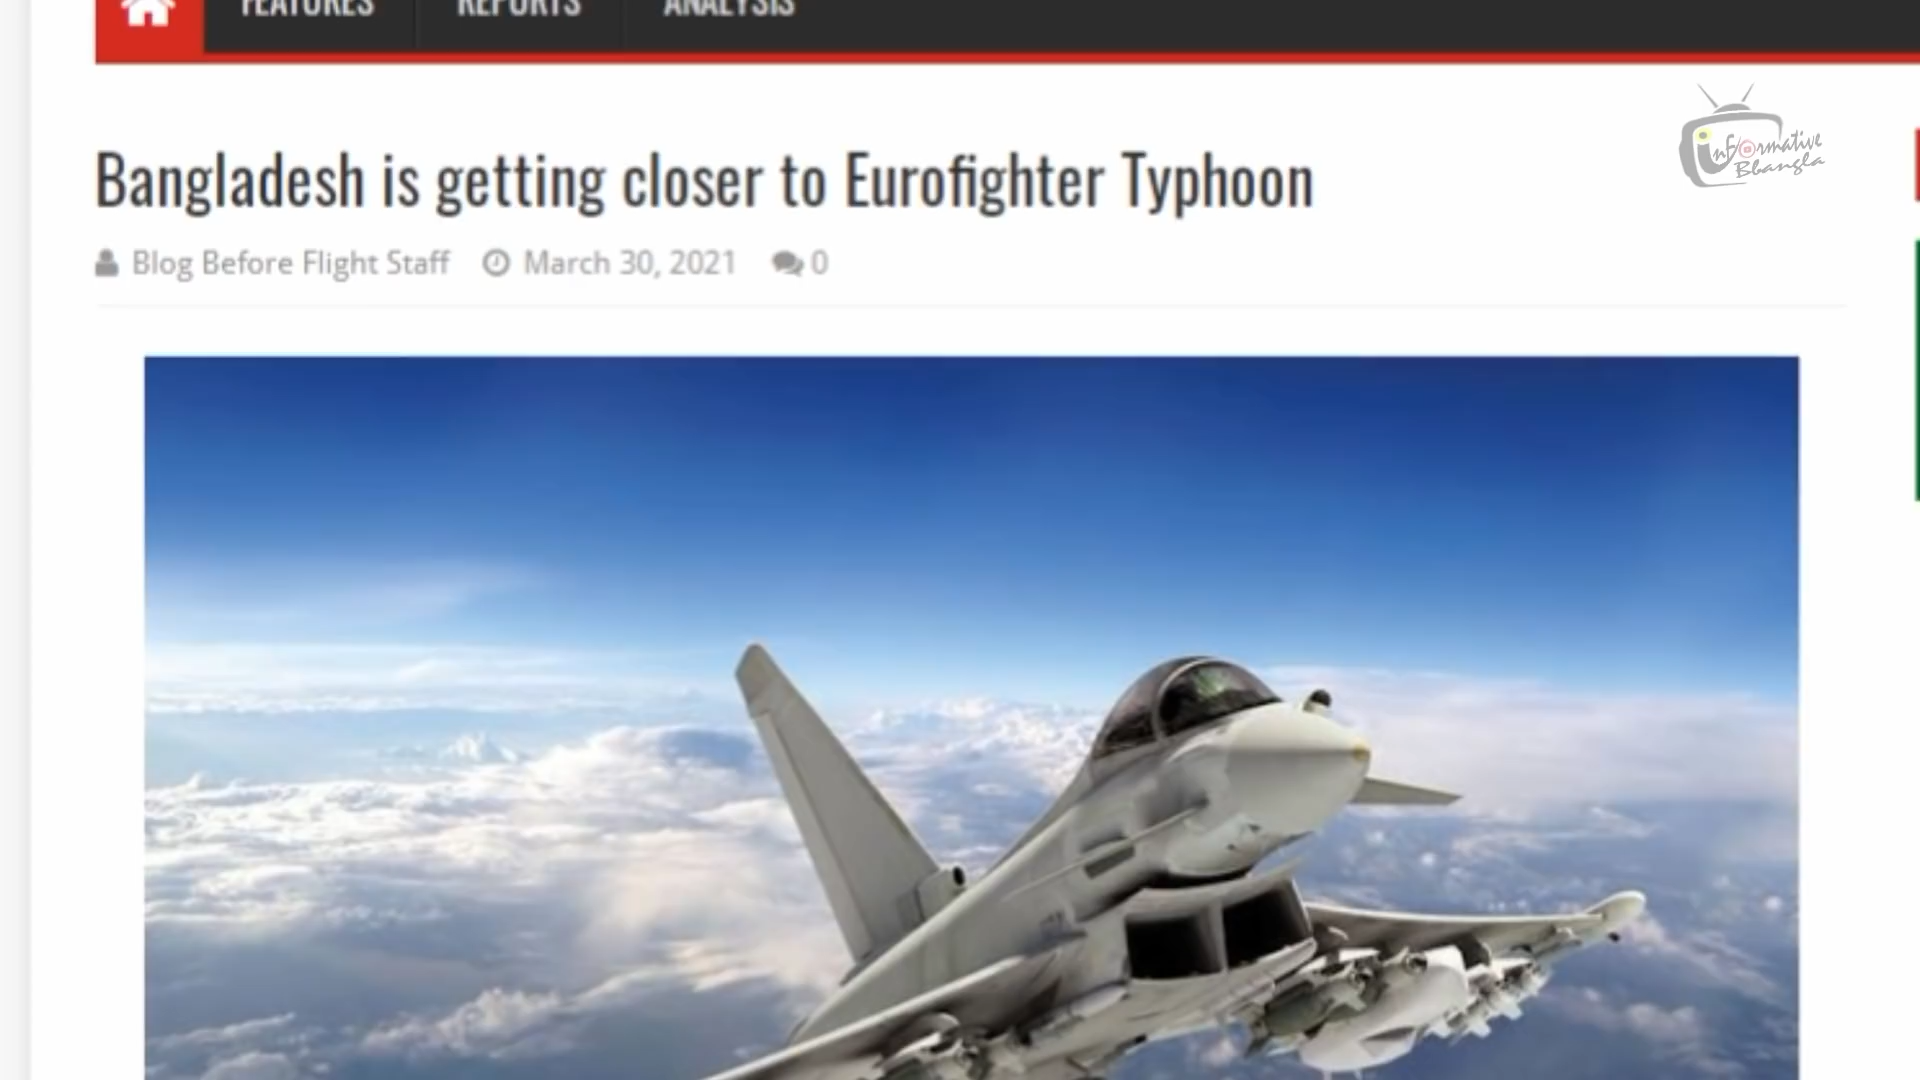 FEATURES REPORTS ANALYSIS
informative
Bbangla
Bangladesh is getting closer to Eurofighter Typhoon
Blog Before Flight Staff March 30, 2021 0